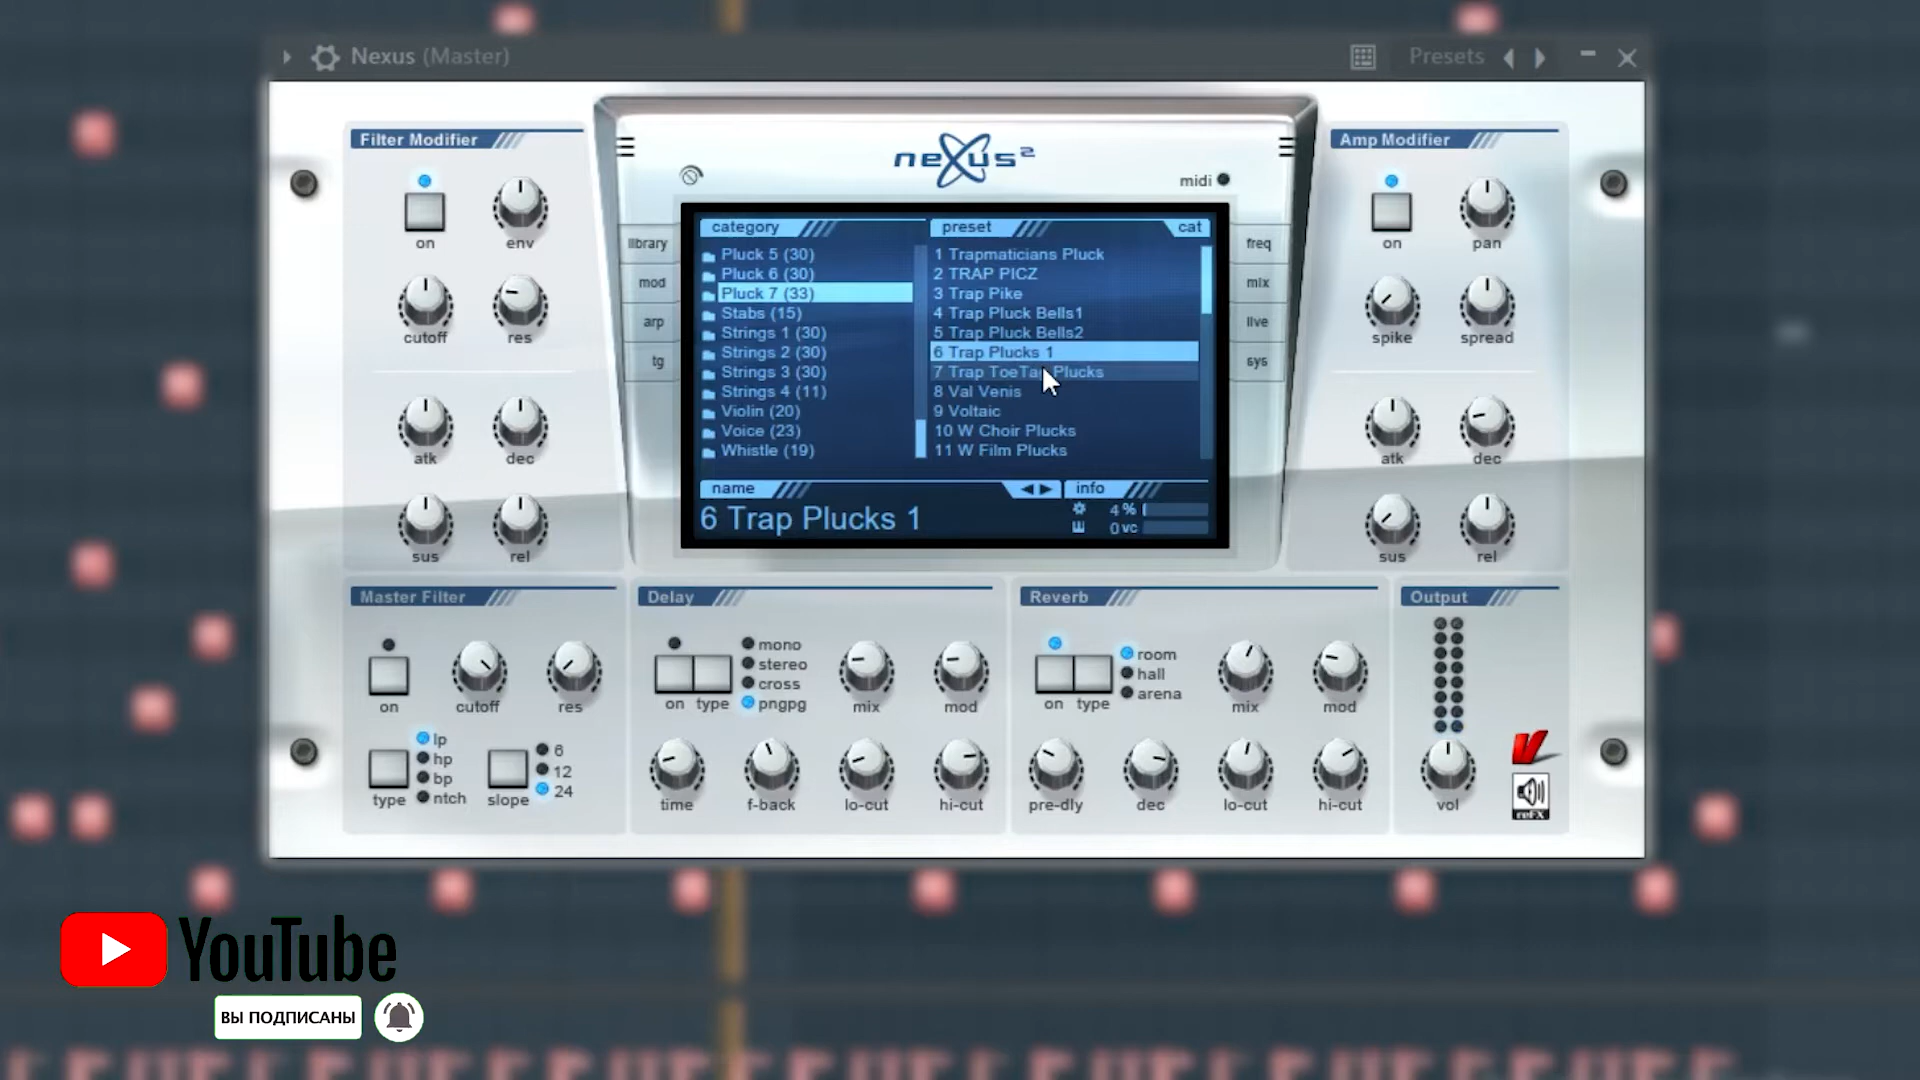 Nexus (Master)
Presets
Filter Modifier
on
env
cutoff
res
atk
dec
sus
rel
nexus²
midi
library
mod
arp
tg
category
Pluck 5 (30)
Pluck 6 (30)
Pluck 7 (33)
Stabs (15)
Strings 1 (30)
Strings 2 (30)
Strings 3 (30)
Strings 4 (11)
Violin (20)
Voice (23)
Whistle (19)
preset
cat
1 Trapmaticians Pluck
2 TRAP PICZ
3 Trap Pike
4 Trap Pluck Bells1
5 Trap Pluck Bells2
6 Trap Plucks 1
7 Trap ToeTap Plucks
8 Val Venis
9 Voltaic
10 W Choir Plucks
11 W Film Plucks
name
6 Trap Plucks 1
info
4 %
0 vc
freq
mix
live
sys
Amp Modifier
on
pan
spike
spread
atk
dec
sus
rel
Master Filter
on
cutoff
res
type
lp
hp
bp
ntch
slope
6
12
24
Delay
on
type
mono
stereo
cross
pngpg
mix
mod
time
f-back
lo-cut
hi-cut
Reverb
on
type
room
hall
arena
mix
mod
pre-dly
dec
lo-cut
hi-cut
Output
vol
V
reFX
YouTube
ВЫ ПОДПИСАНЫ